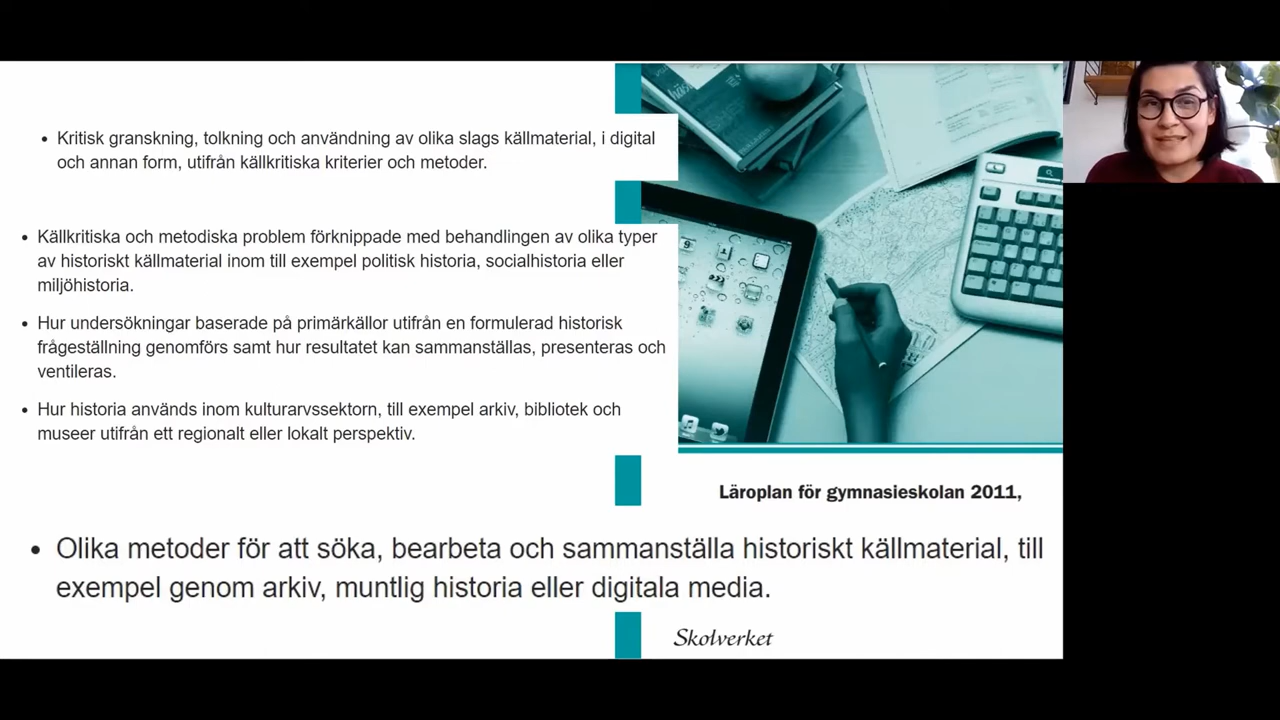 • Kritisk granskning, tolkning och användning av olika slags källmaterial, i digital
och annan form, utifrån källkritiska kriterier och metoder.
• Källkritiska och metodiska problem förknippade med behandlingen av olika typer
av historiskt källmaterial inom till exempel politisk historia, socialhistoria eller
miljöhistoria.
• Hur undersökningar baserade på primärkällor utifrån en formulerad historisk
frågeställning genomförs samt hur resultatet kan sammanställas, presenteras och
ventileras.
• Hur historia används inom kulturarvssektorn, till exempel arkiv, bibliotek och
museer utifrån ett regionalt eller lokalt perspektiv.
Läroplan för gymnasieskolan 2011,
• Olika metoder för att söka, bearbeta och sammanställa historiskt källmaterial, till
exempel genom arkiv, muntlig historia eller digitala media.
Skolverket